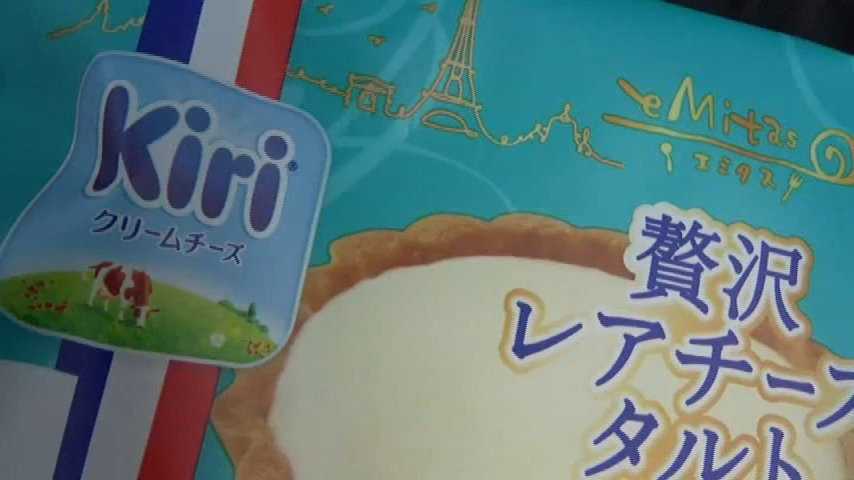 Kiri
クリームチーズ
eMitas
エミタス
贅沢
レアチーズ
タルト